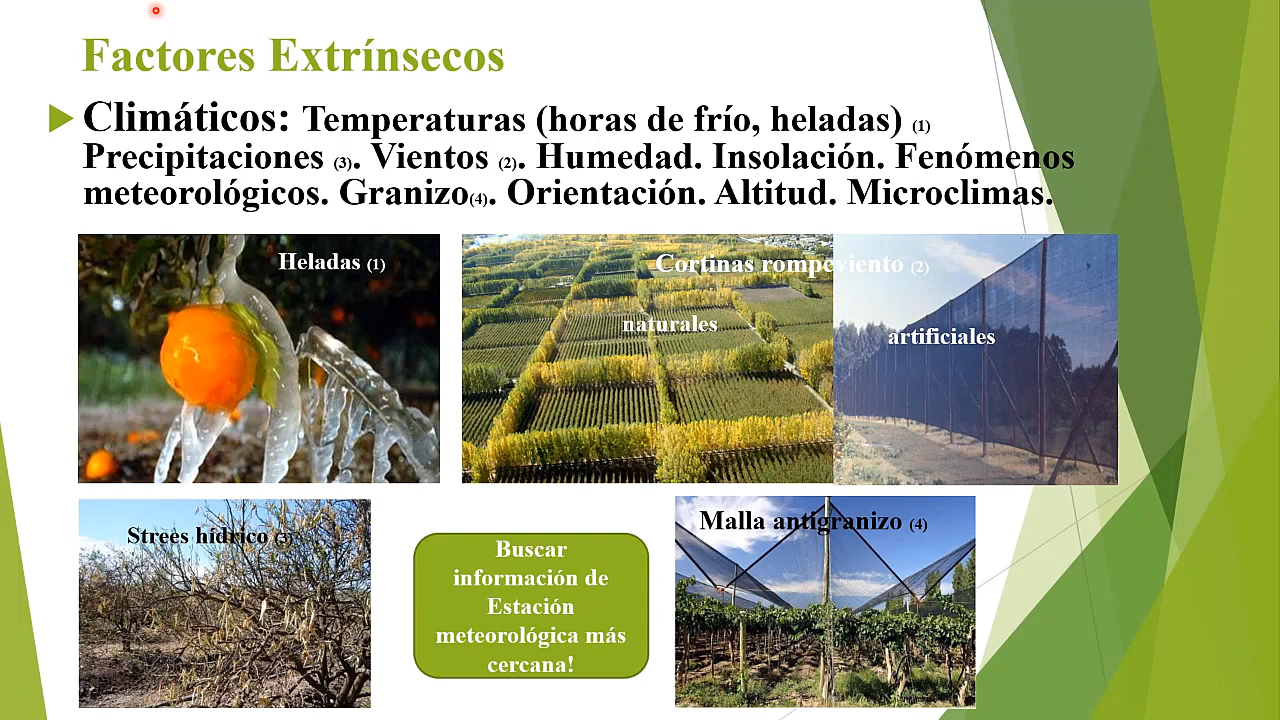 Factores Extrínsecos
Climáticos: Temperaturas (horas de frío, heladas) (1)
Precipitaciones (3). Vientos (2). Humedad. Insolación. Fenómenos
meteorológicos. Granizo(4). Orientación. Altitud. Microclimas.
Heladas (1)
Cortinas rompeviento (2)
naturales
artificiales
Strees hídrico (3)
Buscar
información de
Estación
meteorológica más
cercana!
Malla antigranizo (4)